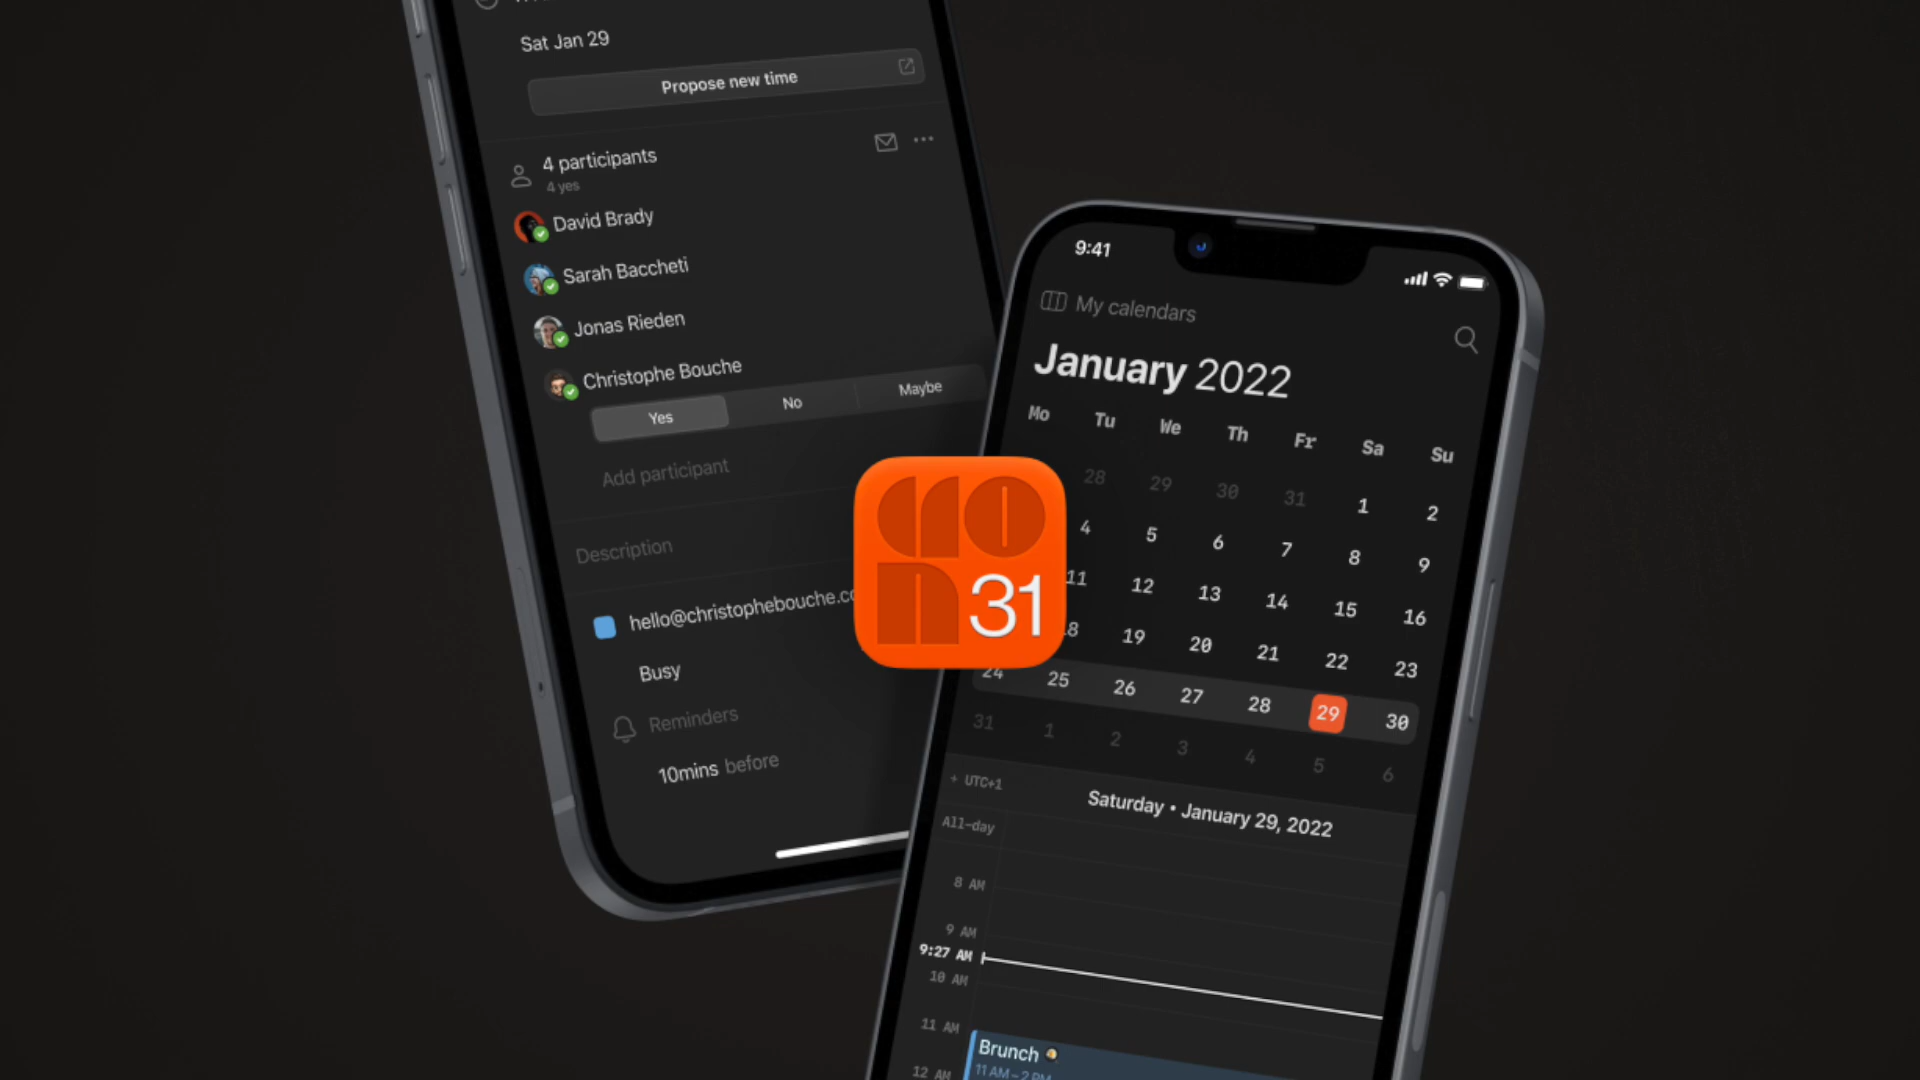 Sat Jan 29
Propose new time
4 participants
4 yes
David Brady
Sarah Baccheti
Jonas Rieden
Christophe Bouche
Yes No Maybe
Add participant
Description
hello@christophebouche.co
Busy
Reminders
10mins before
cron
31
9:41
My calendars
January 2022
Mo Tu We Th Fr Sa Su
28 29 30 31 1 2
4 5 6 7 8 9
11 12 13 14 15 16
18 19 20 21 22 23
24 25 26 27 28 29 30
31 1 2 3 4 5 6
+ UTC+1
Saturday • January 29, 2022
All-day
8 AM
9 AM
9:27 AM
10 AM
11 AM
Brunch
11 AM – 2 PM
12 AM